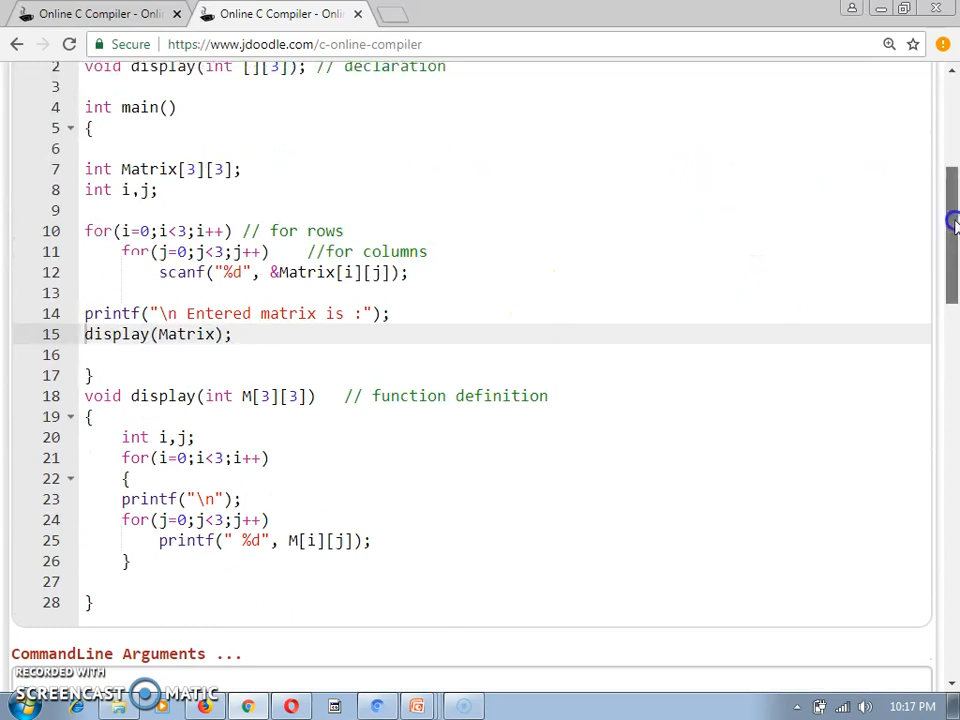 Online C Compiler - Onli
Online C Compiler - Onli
Secure
https://www.jdoodle.com/c-online-compiler
2 void display(int [][3]); // declaration
3
4 int main()
5 {
6
7 int Matrix[3][3];
8 int i,j;
9
10 for(i=0;i<3;i++) // for rows
11 for(j=0;j<3;j++) //for columns
12 scanf("%d", &Matrix[i][j]);
13
14 printf("\n Entered matrix is :");
15 display(Matrix);
16
17 }
18 void display(int M[3][3]) // function definition
19 {
20 int i,j;
21 for(i=0;i<3;i++)
22 {
23 printf("\n");
24 for(j=0;j<3;j++)
25 printf(" %d", M[i][j]);
26 }
27
28 }
CommandLine Arguments ...
RECORDED WITH
SCREENCAST MATIC
10:17 PM